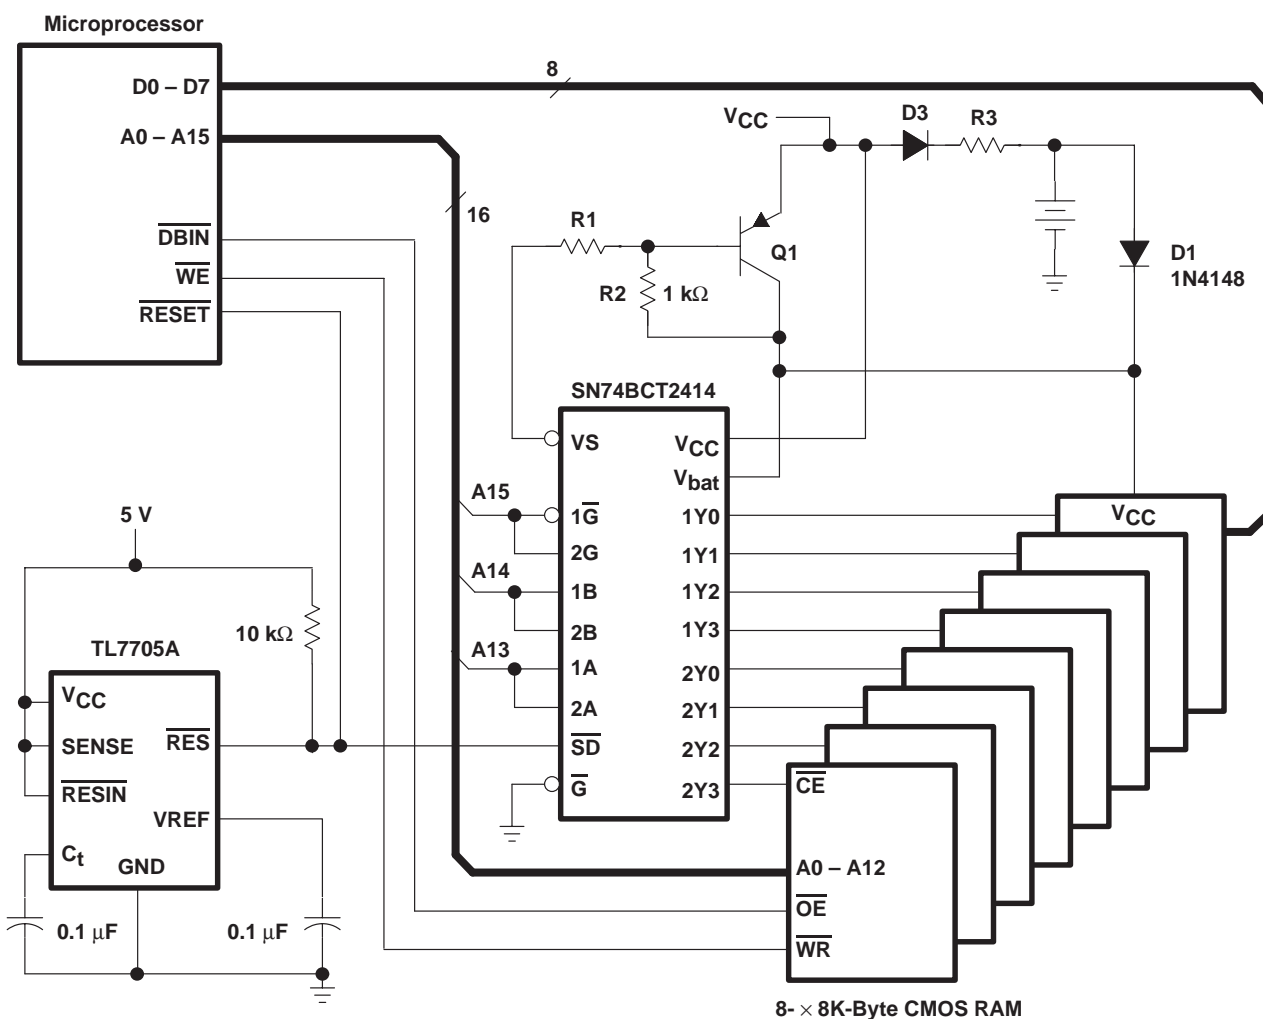 Microprocessor
D0 – D7
A0 – A15
DBIN
WE
RESET
8
16
VCC
D3
R3
R1
Q1
R2
1 kΩ
D1
1N4148
SN74BCT2414
VS
VCC
Vbat
A15
1G
1Y0
2G
1Y1
A14
1B
1Y2
2B
1Y3
A13
1A
2Y0
2A
2Y1
SD
2Y2
G
2Y3
VCC
5 V
10 kΩ
TL7705A
VCC
SENSE
RES
RESIN
VREF
Ct
GND
0.1 μF
0.1 μF
CE
A0 – A12
OE
WR
8- × 8K-Byte CMOS RAM